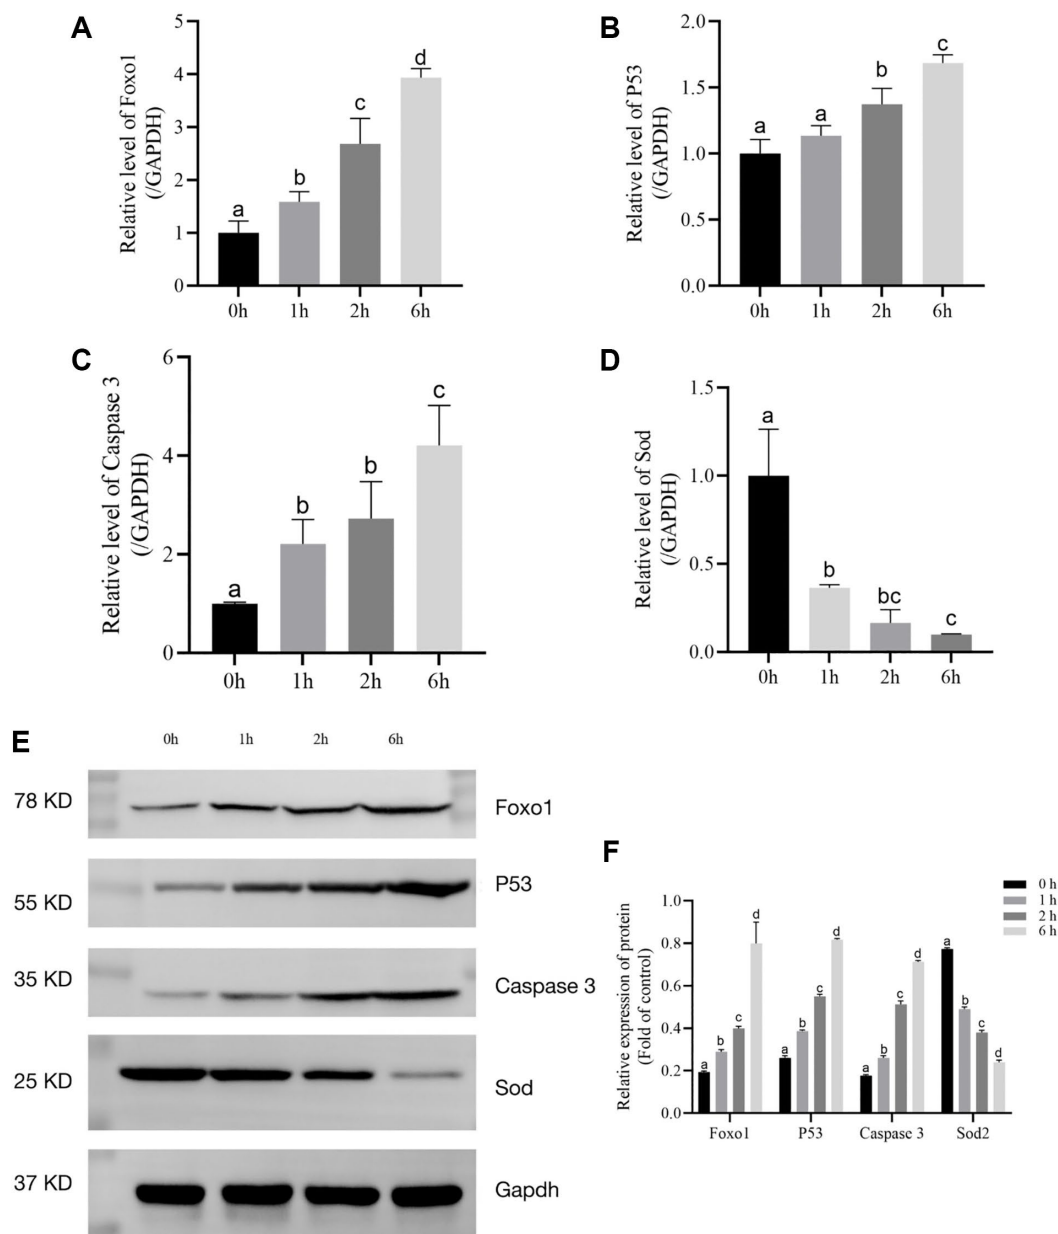 A
Relative level of Foxo1
(/GAPDH)
5
4
3
2
1
0
a
b
c
d
0h 1h 2h 6h
B
Relative level of P53
(/GAPDH)
2.0
1.5
1.0
0.5
0.0
a
a
b
c
0h 1h 2h 6h
C
Relative level of Caspase 3
(/GAPDH)
6
4
2
0
a
b
b
c
0h 1h 2h 6h
D
Relative level of Sod
(/GAPDH)
1.5
1.0
0.5
0.0
a
b
bc
c
0h 1h 2h 6h
E
0h 1h 2h 6h
78 KD Foxo1
55 KD P53
35 KD Caspase 3
25 KD Sod
37 KD Gapdh
F
Relative expression of protein
(Fold of control)
1.0
0.8
0.6
0.4
0.2
0.0
a b c d
a b c d
a b c d
a b c d
Foxo1 P53 Caspase 3 Sod2
0 h
1 h
2 h
6 h